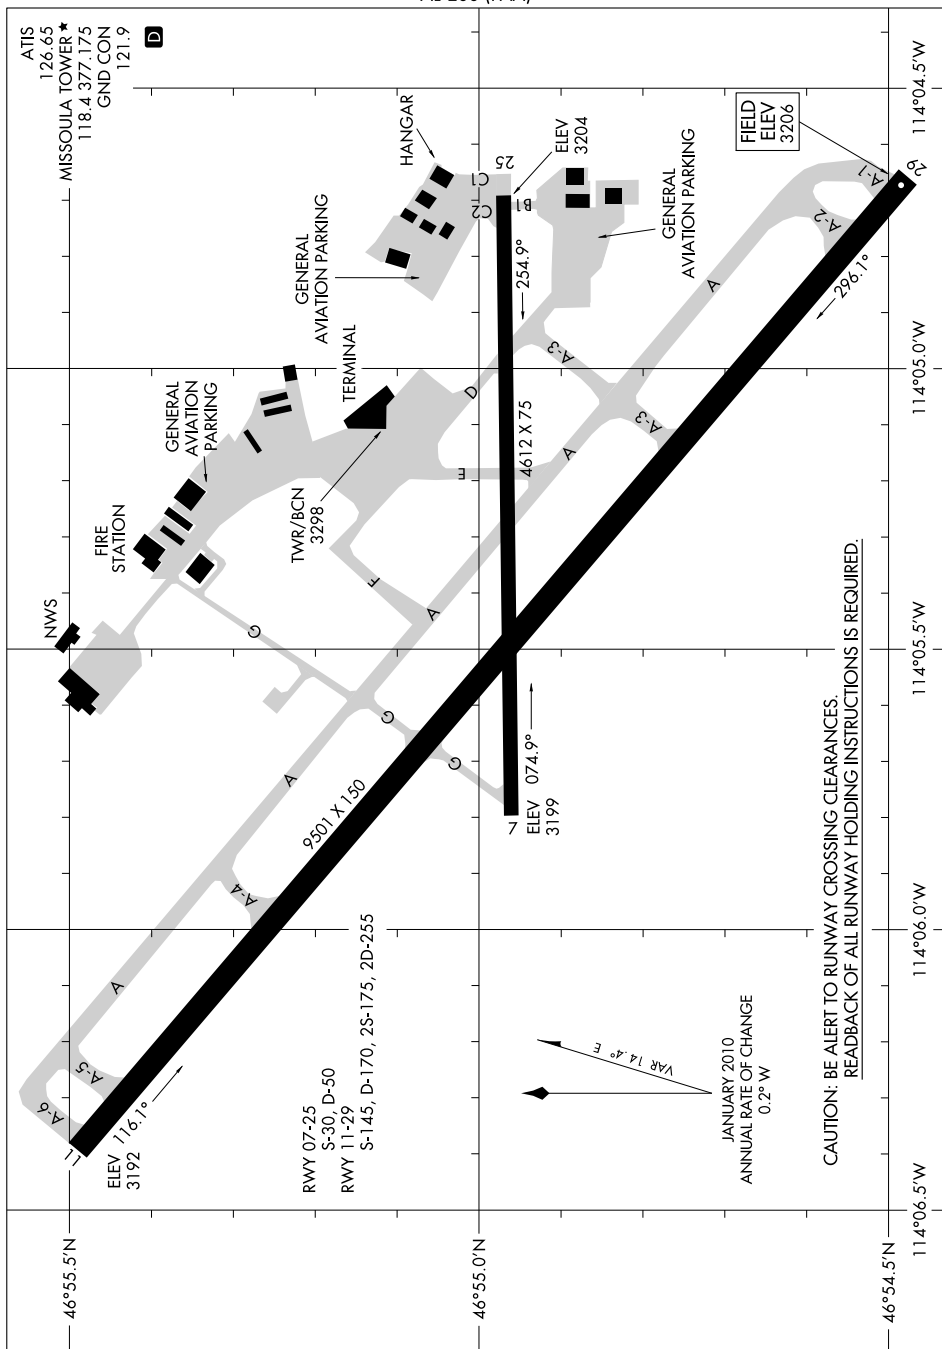 ATIS
126.65
MISSOULA TOWER ★
118.4 377.175
GND CON
121.9
D
HANGAR
GENERAL
AVIATION PARKING
TERMINAL
GENERAL
AVIATION
PARKING
FIRE
STATION
NWS
TWR/BCN
3298
C1
C2
25
B1
ELEV
3204
GENERAL
AVIATION PARKING
FIELD
ELEV
3206
29
A-1
A-2
A
296.1°
254.9°
A-3
A-3
D
E
4612 X 75
A
F
A
G
G
G
A
9501 X 150
A-4
A
A-5
A-6
11
116.1°
ELEV
3192
7
074.9°
ELEV
3199
RWY 07-25
S-30, D-50
RWY 11-29
S-145, D-170, 2S-175, 2D-255
VAR 14.4° E
JANUARY 2010
ANNUAL RATE OF CHANGE
0.2° W
CAUTION: BE ALERT TO RUNWAY CROSSING CLEARANCES.
READBACK OF ALL RUNWAY HOLDING INSTRUCTIONS IS REQUIRED.
46°55.5'N
46°55.0'N
46°54.5'N
114°06.5'W
114°06.0'W
114°05.5'W
114°05.0'W
114°04.5'W